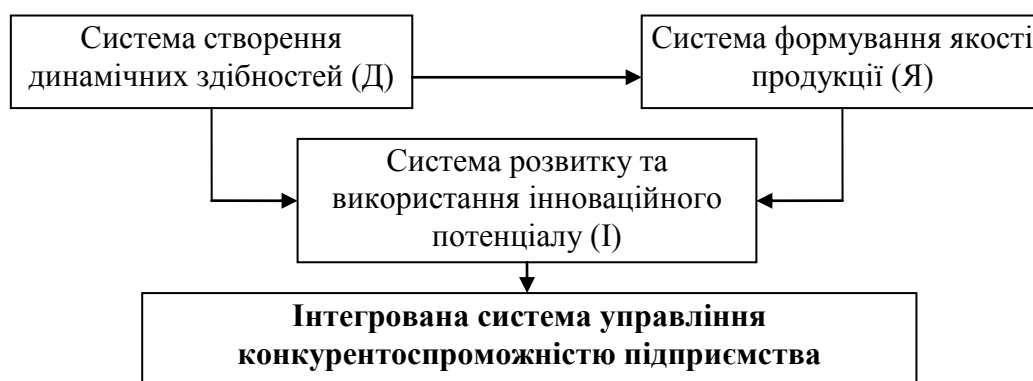 Система створення
динамічних здібностей (Д)
Система формування якості
продукції (Я)
Система розвитку та
використання інноваційного
потенціалу (І)
Інтегрована система управління
конкурентоспроможністю підприємства